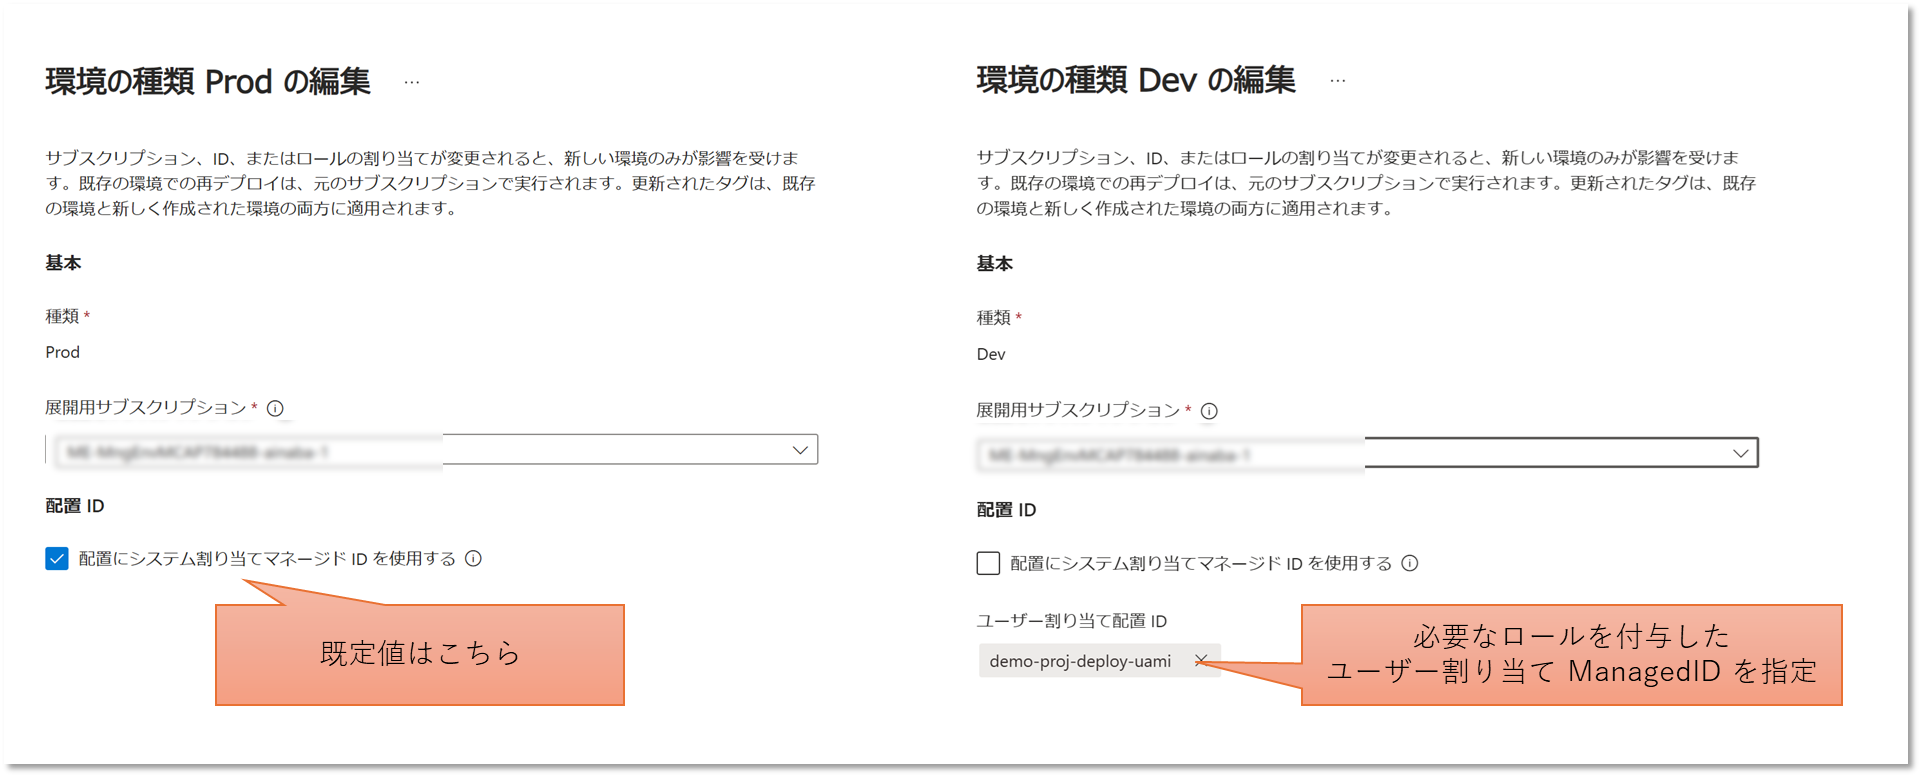 環境の種類 Prod の編集 …
サブスクリプション、ID、またはロールの割り当てが変更されると、新しい環境のみが影響を受けま
す。既存の環境での再デプロイは、元のサブスクリプションで実行されます。更新されたタグは、既存
の環境と新しく作成された環境の両方に適用されます。
基本
種類 *
Prod
展開用サブスクリプション *
配置 ID
配置にシステム割り当てマネージド ID を使用する
既定値はこちら
環境の種類 Dev の編集 …
サブスクリプション、ID、またはロールの割り当てが変更されると、新しい環境のみが影響を受けま
す。既存の環境での再デプロイは、元のサブスクリプションで実行されます。更新されたタグは、既存
の環境と新しく作成された環境の両方に適用されます。
基本
種類 *
Dev
展開用サブスクリプション *
配置 ID
配置にシステム割り当てマネージド ID を使用する
ユーザー割り当て配置 ID
demo-proj-deploy-uami
必要なロールを付与した
ユーザー割り当て ManagedID を指定